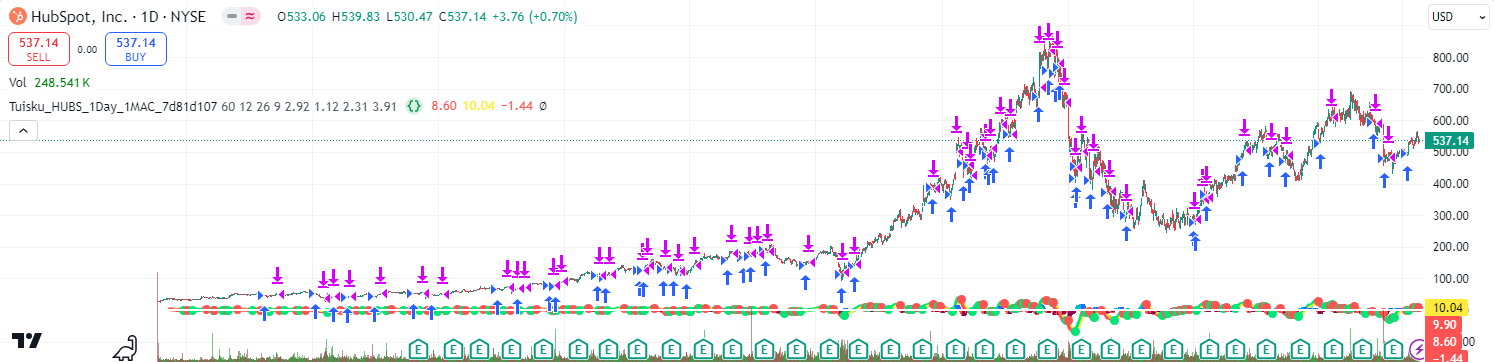 HubSpot, Inc. · 1D · NYSE O533.06 H539.83 L530.47 C537.14 +3.76 (+0.70%)
USD
537.14 0.00 537.14
SELL BUY
Vol 248.541 K
Tuisku_HUBS_1Day_1MAC_7d81d107 60 12 26 9 2.92 1.12 2.31 3.91 {} 8.60 10.04 −1.44 Ø
800.00
700.00
600.00
537.14
500.00
400.00
300.00
200.00
100.00
10.04
9.90
8.60
1.44
E E E E E E E E E E E E E E E E E E E E E E E E E E E E E E E E